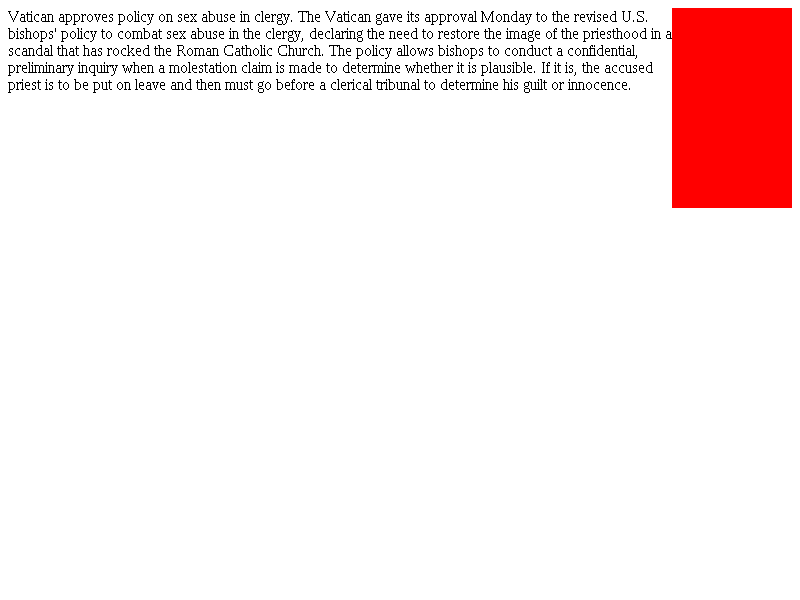 Vatican approves policy on sex abuse in clergy. The Vatican gave its approval Monday to the revised U.S.
bishops' policy to combat sex abuse in the clergy, declaring the need to restore the image of the priesthood in a
scandal that has rocked the Roman Catholic Church. The policy allows bishops to conduct a confidential,
preliminary inquiry when a molestation claim is made to determine whether it is plausible. If it is, the accused
priest is to be put on leave and then must go before a clerical tribunal to determine his guilt or innocence.